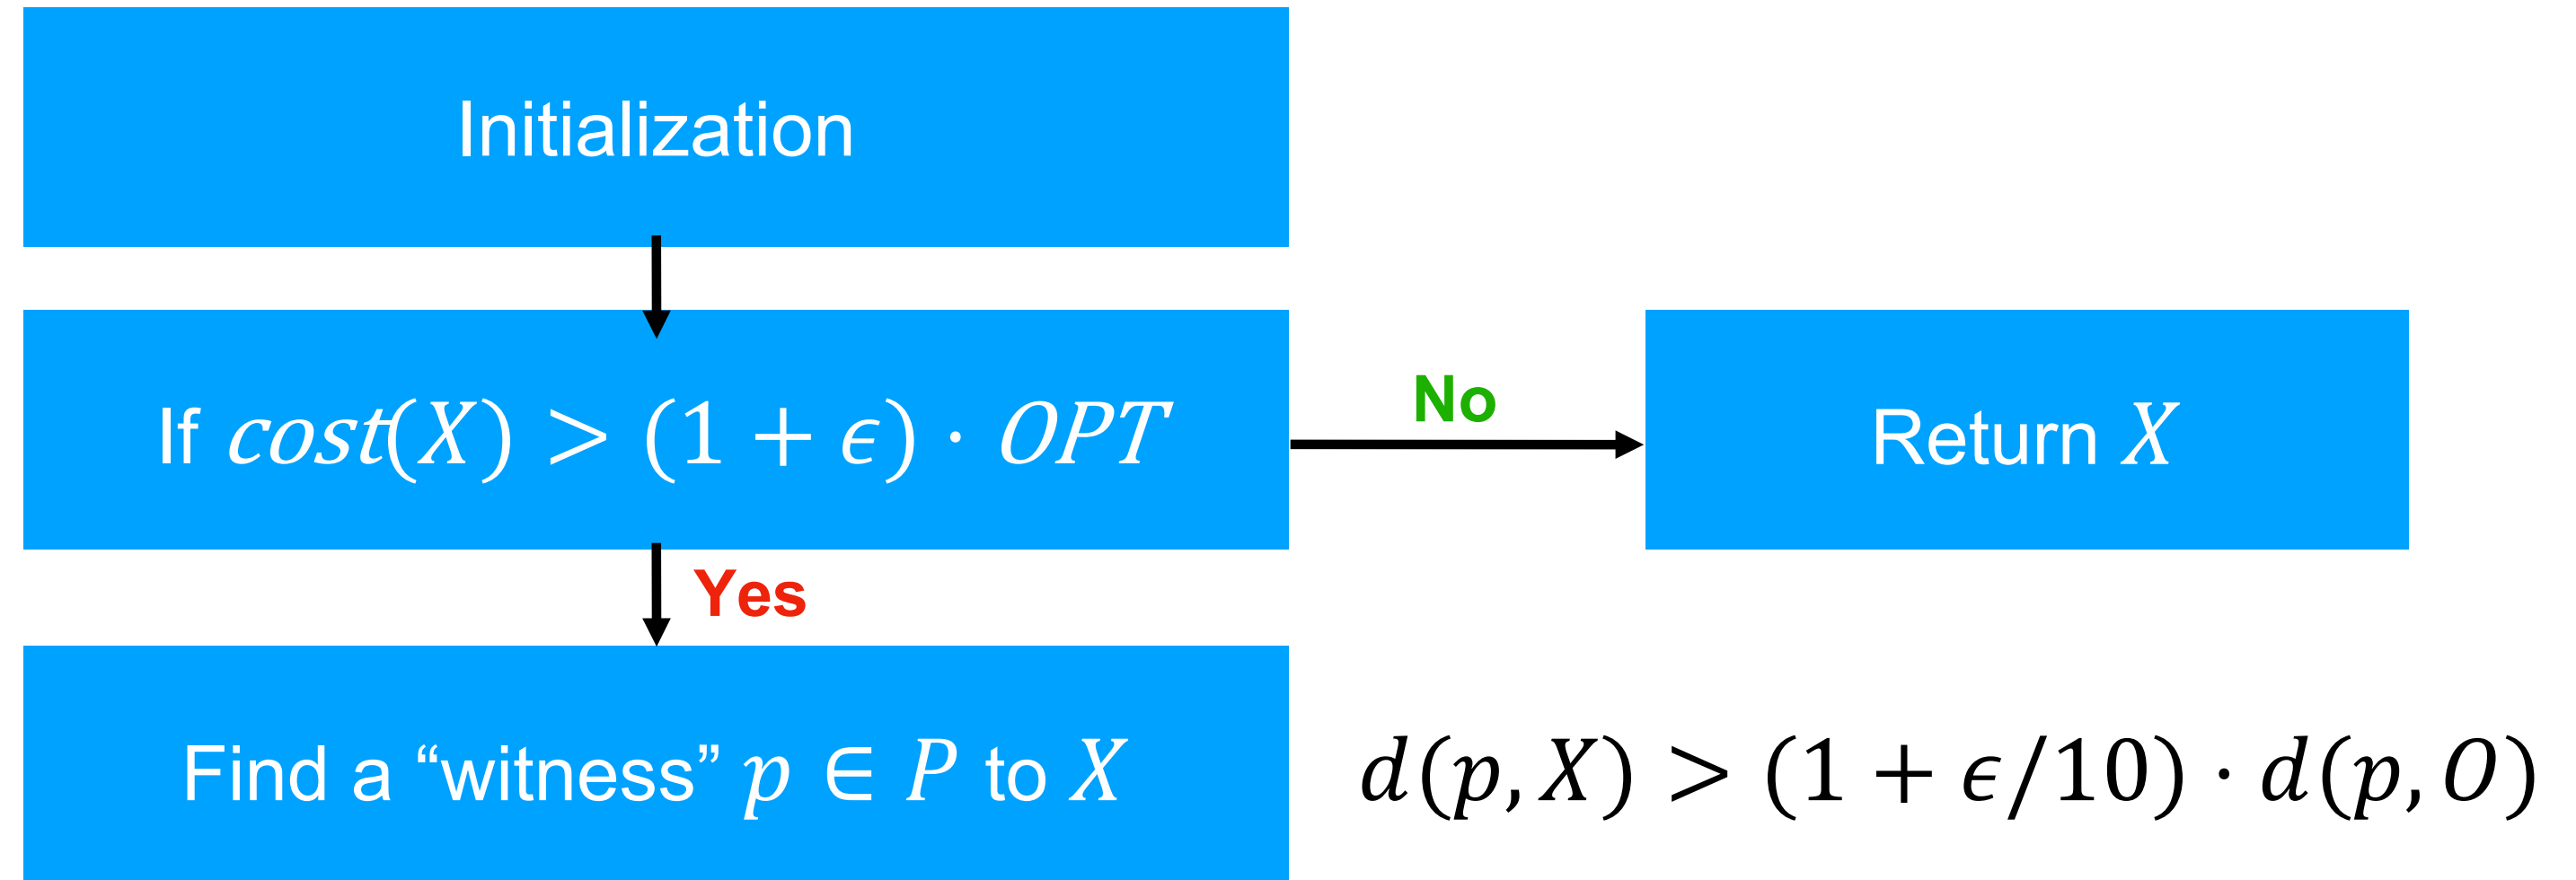 Initialization
If cost(X) > (1 + ϵ) · OPT
No
Return X
Yes
Find a “witness” p ∈ P to X
d(p, X) > (1 + ϵ/10) · d(p, O)